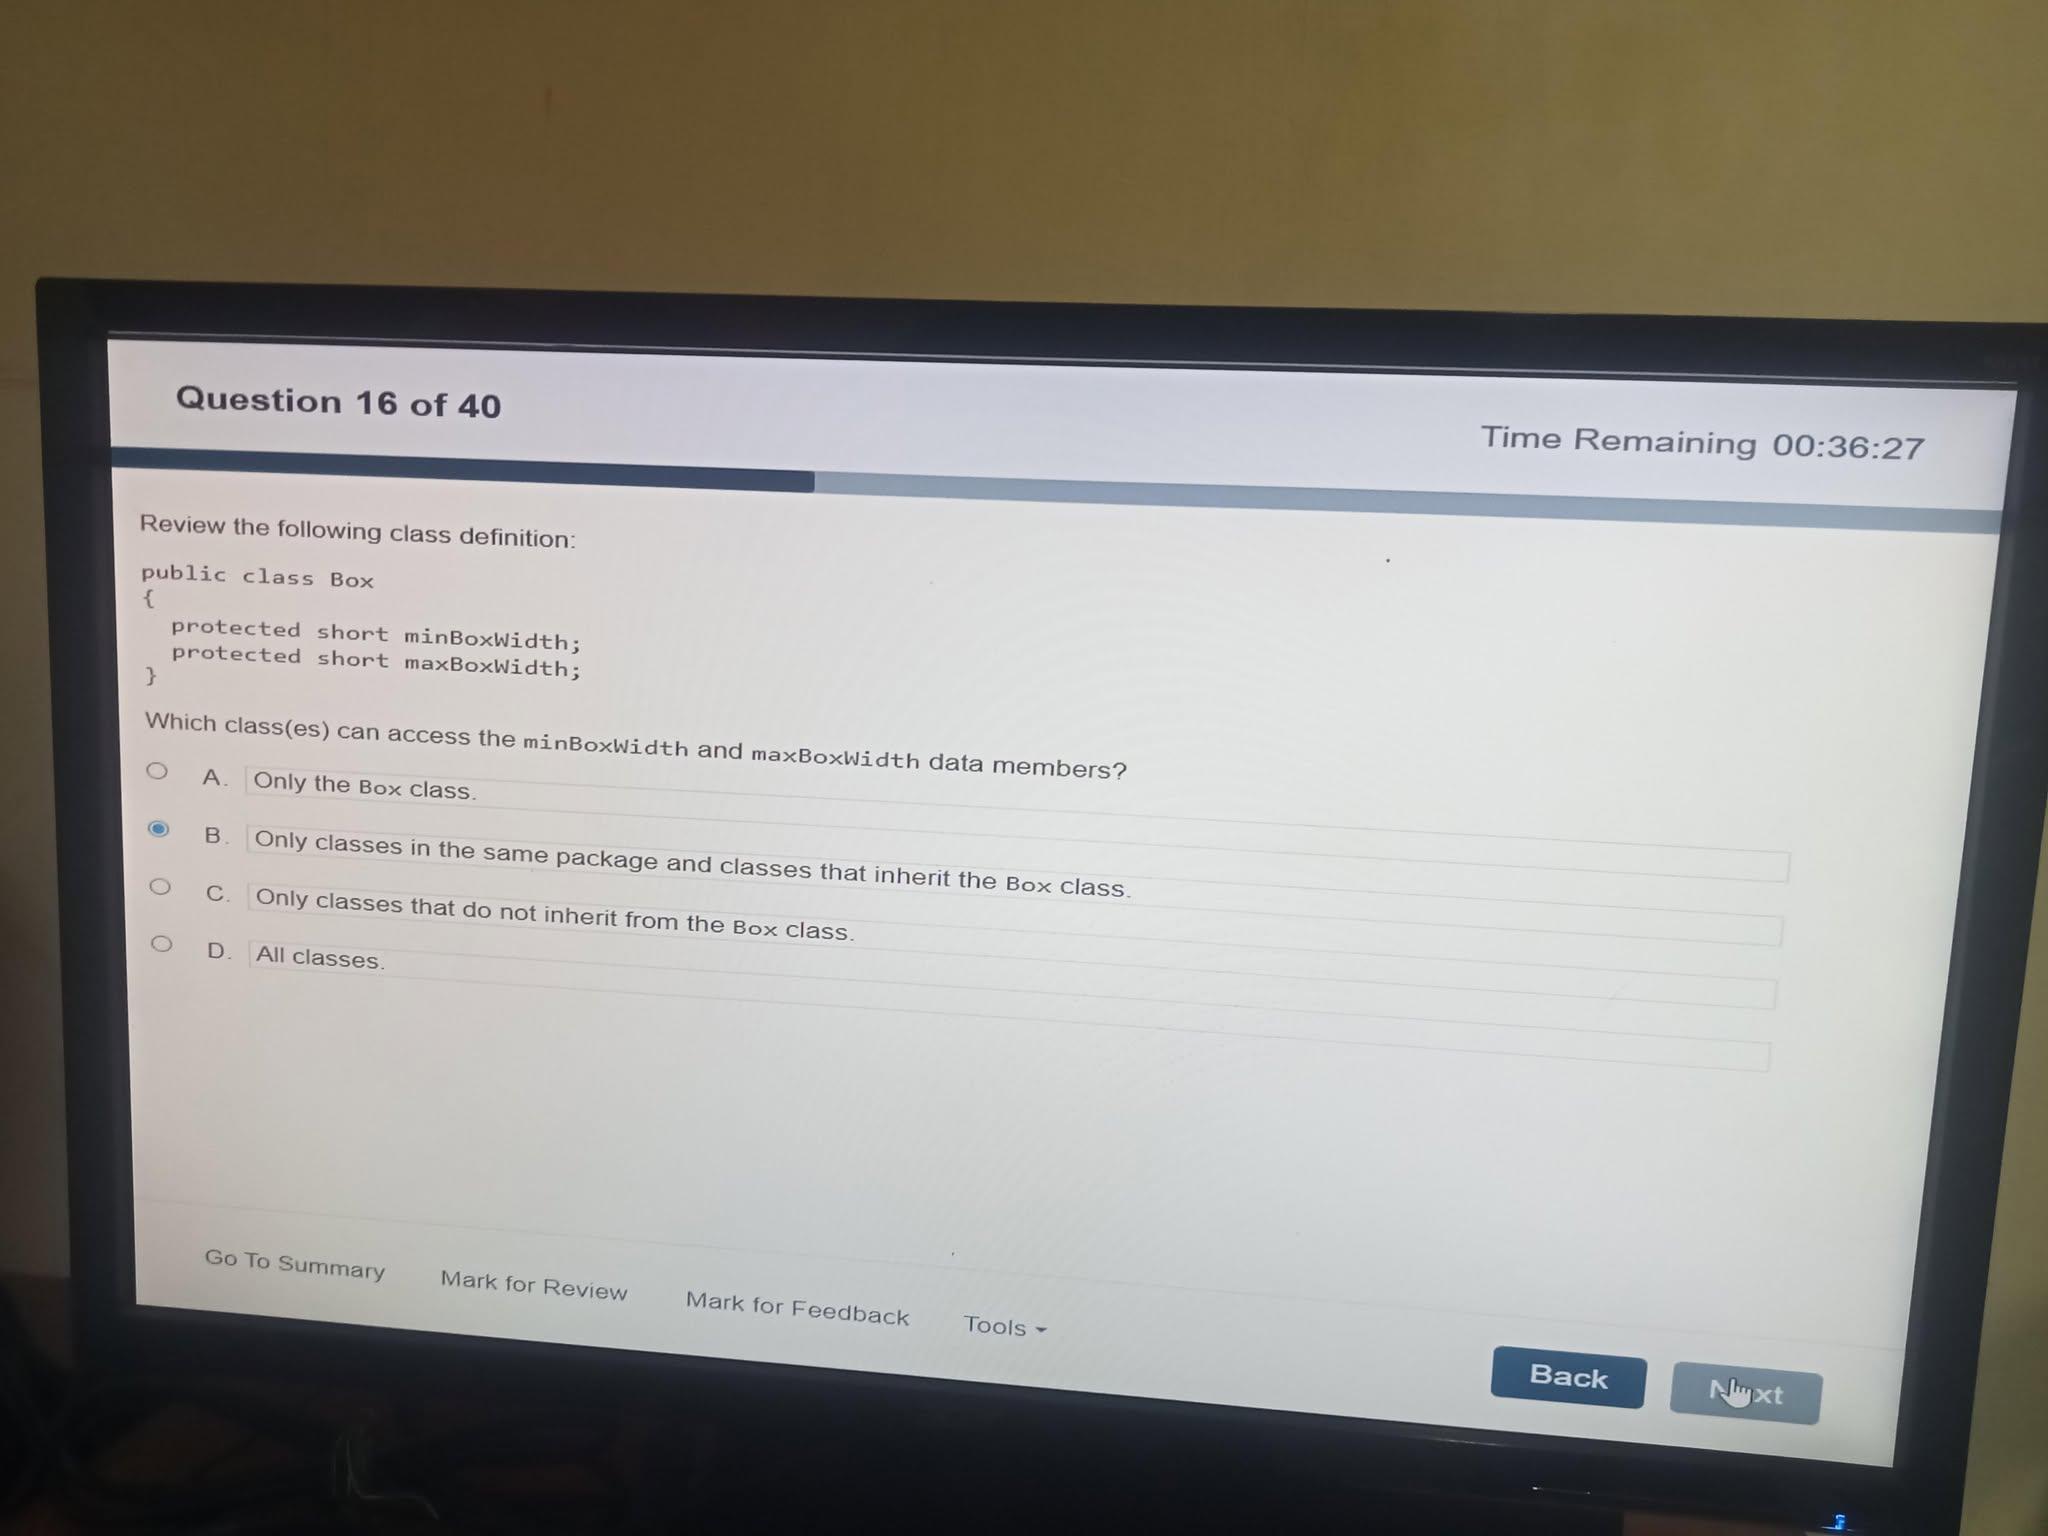 Question 16 of 40
Time Remaining 00:36:27
Review the following class definition:
public class Box
{
protected short minBoxWidth;
protected short maxBoxWidth;
}
Which class(es) can access the minBoxWidth and maxBoxWidth data members?
A. Only the Box class.
B. Only classes in the same package and classes that inherit the Box class.
C. Only classes that do not inherit from the Box class.
D. All classes.
Go To Summary
Mark for Review
Mark for Feedback
Tools
Back